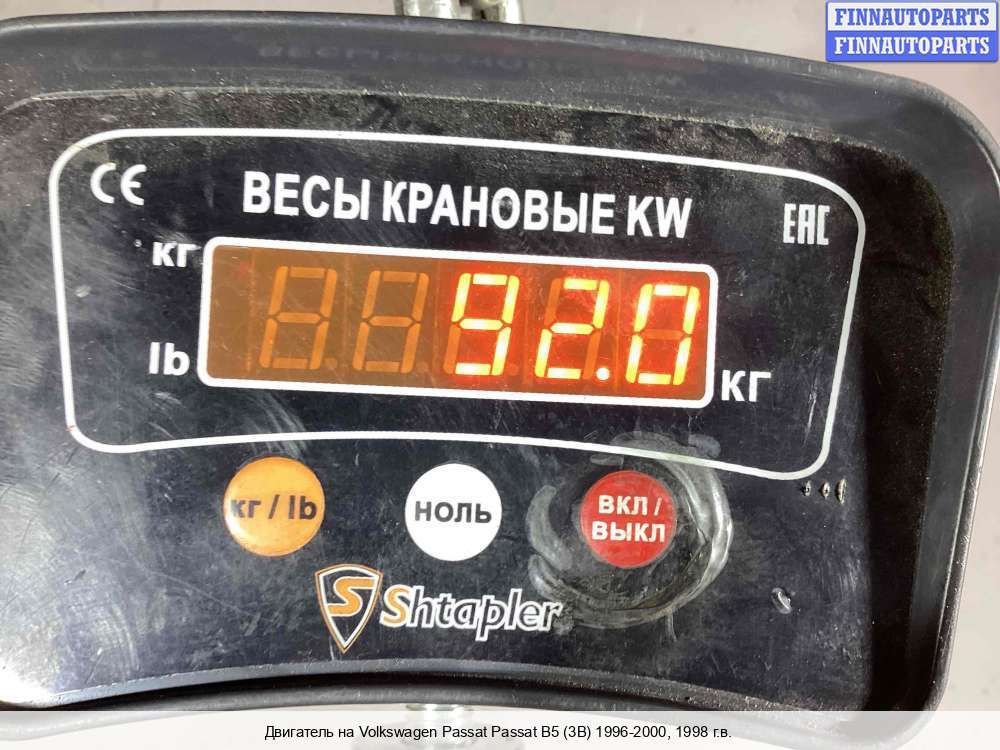 FINNAUTOPARTS
FINNAUTOPARTS
CE
ВЕСЫ КРАНОВЫЕ KW
EAC
кг
92.0
lb
кг
кг / lb
НОЛЬ
ВКЛ /
ВЫКЛ
S Shtapler
Двигатель на Volkswagen Passat Passat B5 (3B) 1996-2000, 1998 г.в.